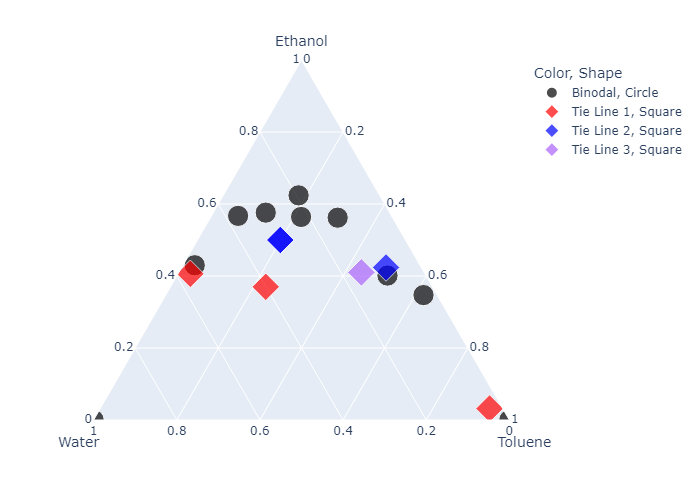 Ethanol
1 0
Color, Shape
Binodal, Circle
Tie Line 1, Square
Tie Line 2, Square
Tie Line 3, Square
0.8 0.2
0.6 0.4
0.4 0.6
0.2 0.8
0 1
1 0.8 0.6 0.4 0.2 0
Water Toluene